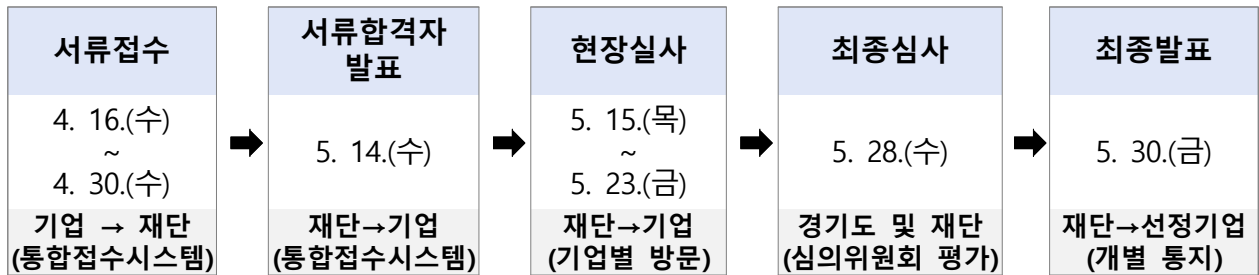 서류접수
4. 16.(수)
~
4. 30.(수)
기업 → 재단
(통합접수시스템)
서류합격자
발표
5. 14.(수)
재단→기업
(통합접수시스템)
현장실사
5. 15.(목)
~
5. 23.(금)
재단→기업
(기업별 방문)
최종심사
5. 28.(수)
경기도 및 재단
(심의위원회 평가)
최종발표
5. 30.(금)
재단→선정기업
(개별 통지)